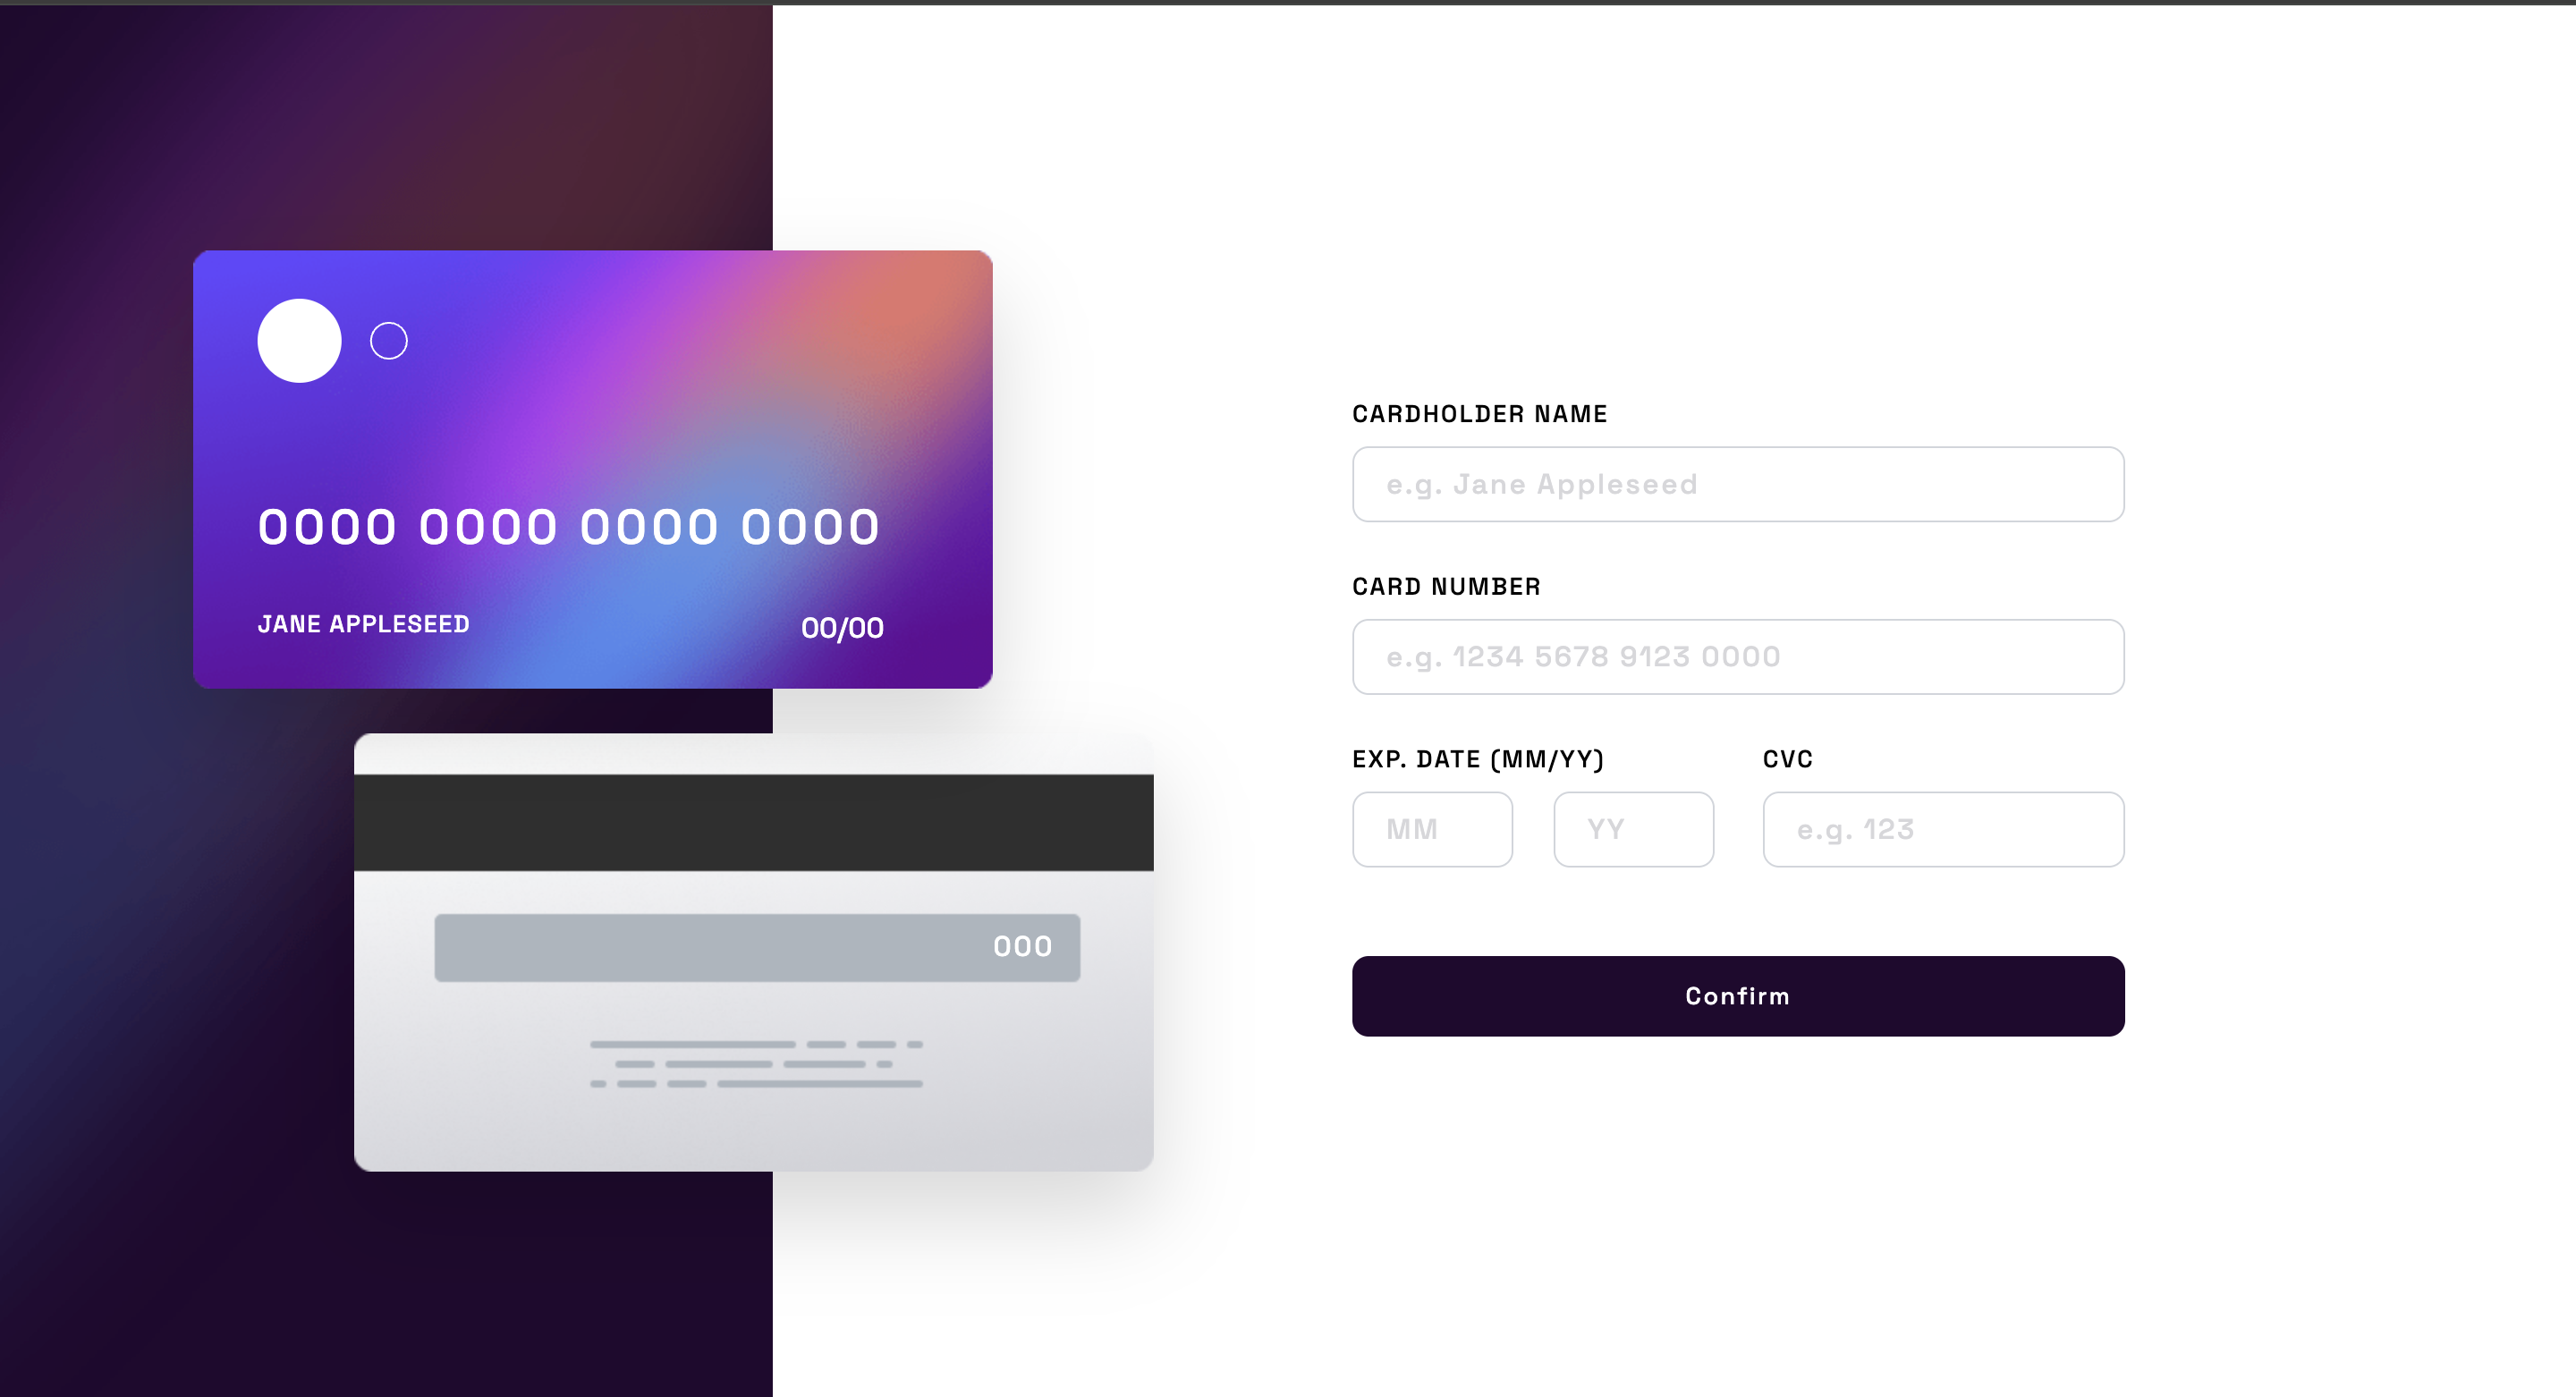 0000 0000 0000 0000
JANE APPLESEED 00/00
000
CARDHOLDER NAME
e.g. Jane Appleseed
CARD NUMBER
e.g. 1234 5678 9123 0000
EXP. DATE (MM/YY) CVC
MM YY e.g. 123
Confirm